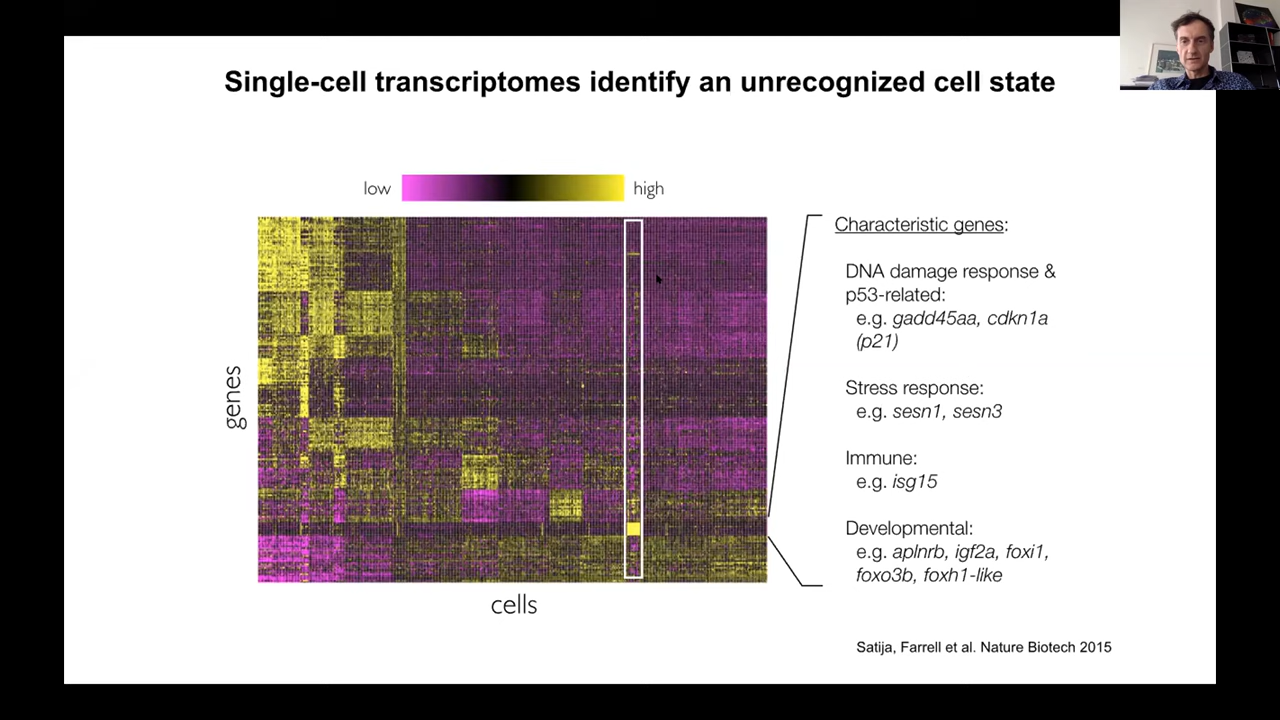 Single-cell transcriptomes identify an unrecognized cell state
low
high
genes
cells
Characteristic genes:
DNA damage response &
p53-related:
e.g. gadd45aa, cdkn1a
(p21)
Stress response:
e.g. sesn1, sesn3
Immune:
e.g. isg15
Developmental:
e.g. aplnrb, igf2a, foxi1,
foxo3b, foxh1-like
Satija, Farrell et al. Nature Biotech 2015